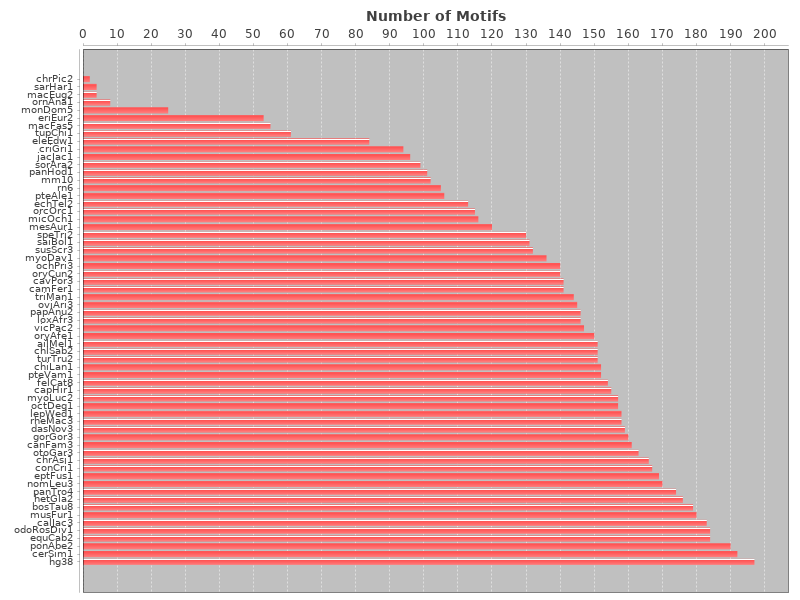 Number of Motifs
0 10 20 30 40 50 60 70 80 90 100 110 120 130 140 150 160 170 180 190 200
chrPic2
sarHar1
macEug2
ornAna1
monDom5
eriEur2
macFas5
tupChi1
eleEdw1
criGri1
jacJac1
sorAra2
panHod1
mm10
rn6
pteAle1
echTel2
orcOrc1
micOch1
mesAur1
speTri2
saiBol1
susScr3
myoDav1
ochPri3
oryCun2
cavPor3
camFer1
triMan1
oviAri3
papAnu2
loxAfr3
vicPac2
oryAfe1
ailMel1
chlSab2
turTru2
chiLan1
pteVam1
felCat8
capHir1
myoLuc2
octDeg1
lepWed1
rheMac3
dasNov3
gorGor3
canFam3
otoGar3
chrAsi1
conCri1
eptFus1
nomLeu3
panTro4
hetGla2
bosTau8
musFur1
calJac3
odoRosDiv1
equCab2
ponAbe2
cerSim1
hg38